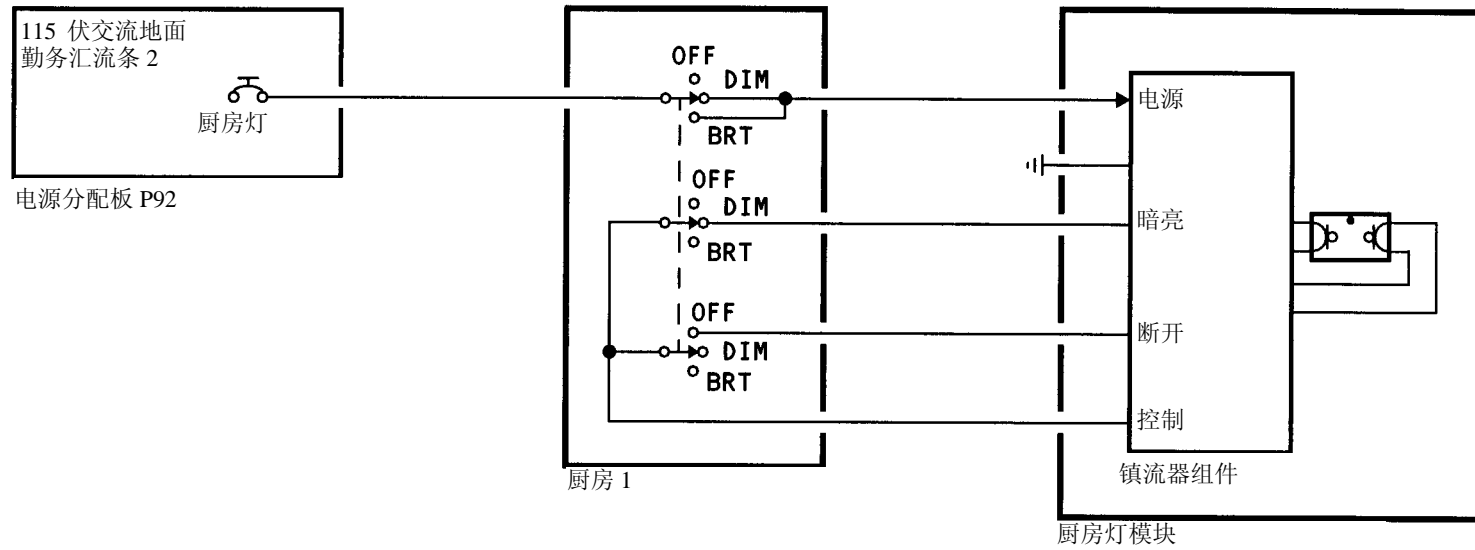 115 伏交流地面
勤务汇流条 2
厨房灯
电源分配板 P92
OFF
DIM
BRT
OFF
DIM
BRT
OFF
DIM
BRT
厨房 1
电源
暗亮
断开
控制
镇流器组件
厨房灯模块